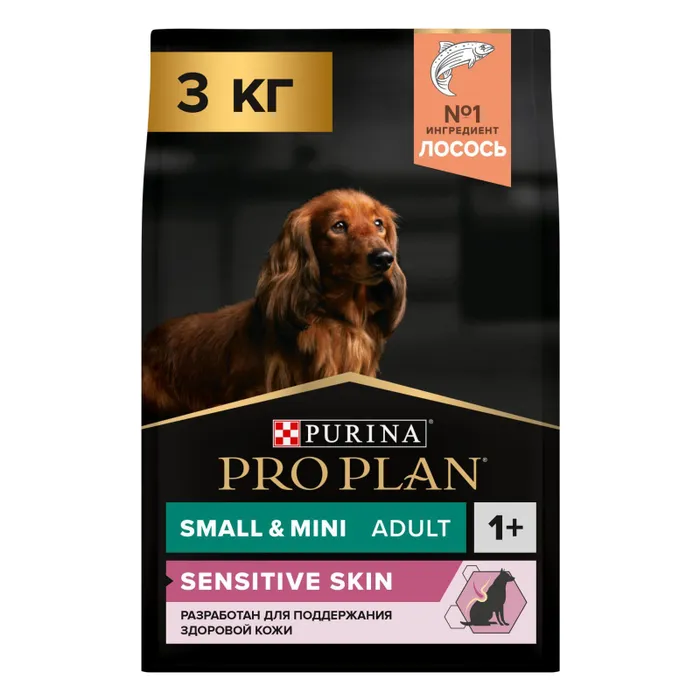 3 КГ
№1
ИНГРЕДИЕНТ
ЛОСОСЬ
PURINA®
PRO PLAN®
SMALL & MINI ADULT 1+
SENSITIVE SKIN
РАЗРАБОТАН ДЛЯ ПОДДЕРЖАНИЯ
ЗДОРОВОЙ КОЖИ